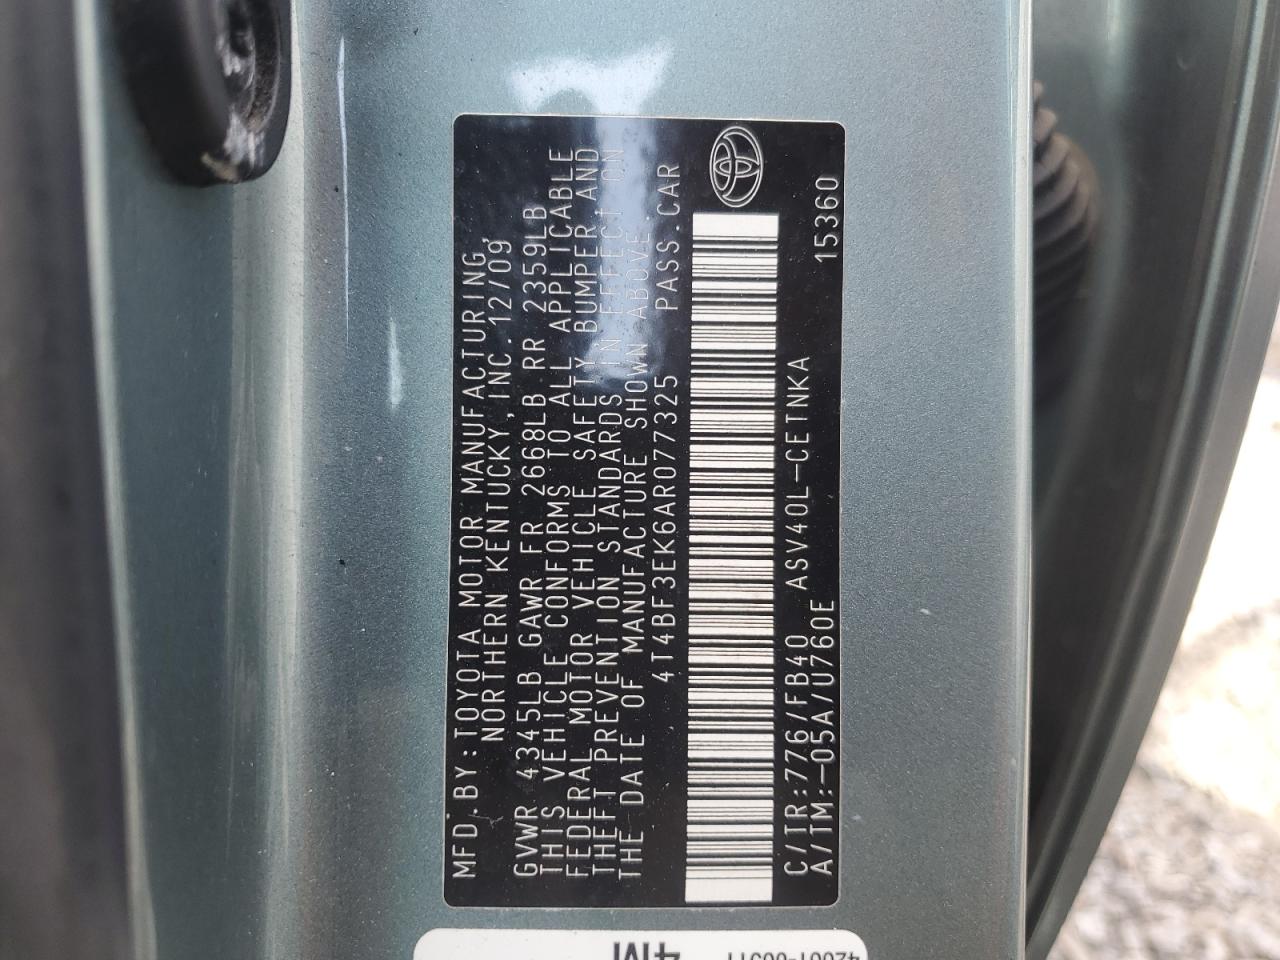 MFD.BY:TOYOTA MOTOR MANUFACTURING,
NORTHERN KENTUCKY,INC.12/09
GVWR 4345LB GAWR FR 2668LB RR 2359LB
THIS VEHICLE CONFORMS TO ALL APPLICABLE
FEDERAL MOTOR VEHICLE SAFETY BUMPER AND
THEFT PREVENTION STANDARDS IN EFFECT ON
THE DATE OF MANUFACTURE SHOWN ABOVE.
4T4BF3EK6AR077325 PASS.CAR
C/TR:776/FB40 ASV40L-CETNKA 15360
A/TM:-05A/U760E